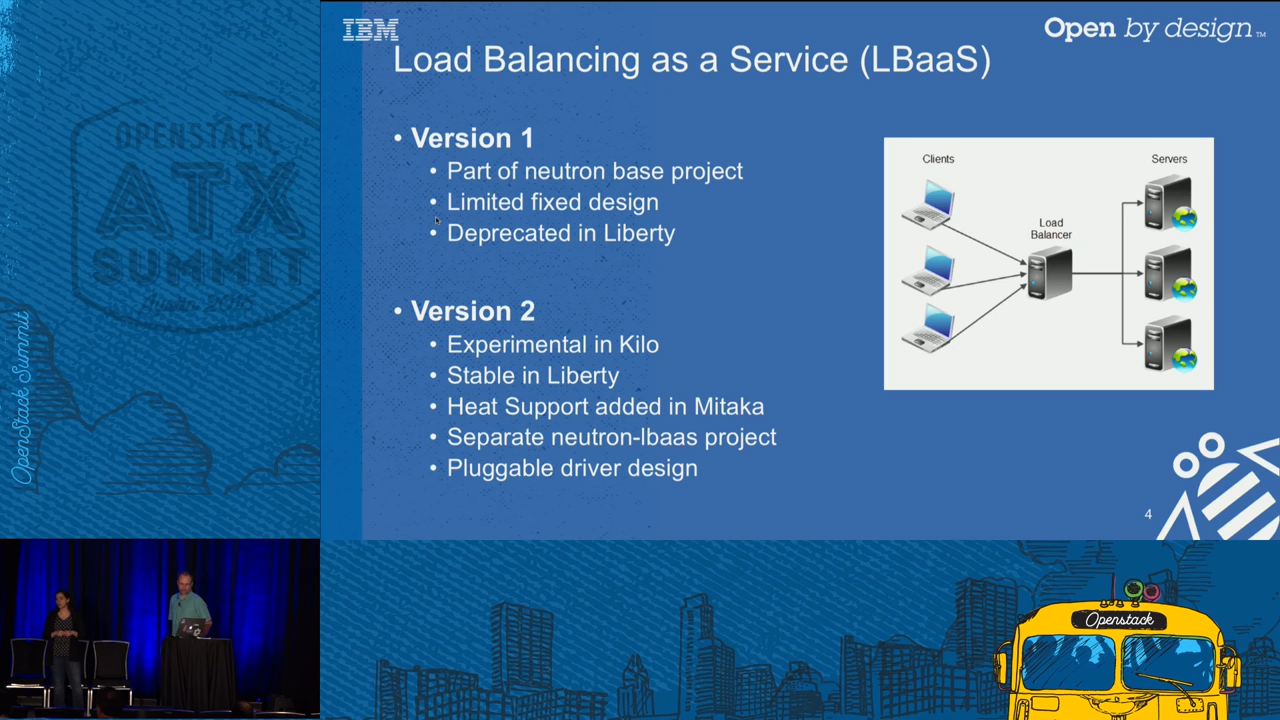 IBM
Open by design™
Load Balancing as a Service (LBaaS)
• Version 1
• Part of neutron base project
• Limited fixed design
• Deprecated in Liberty
• Version 2
• Experimental in Kilo
• Stable in Liberty
• Heat Support added in Mitaka
• Separate neutron-lbaas project
• Pluggable driver design
Clients
Servers
Load
Balancer
4
OPENSTACK
ATX
SUMMIT
OpenStack Summit
Openstack